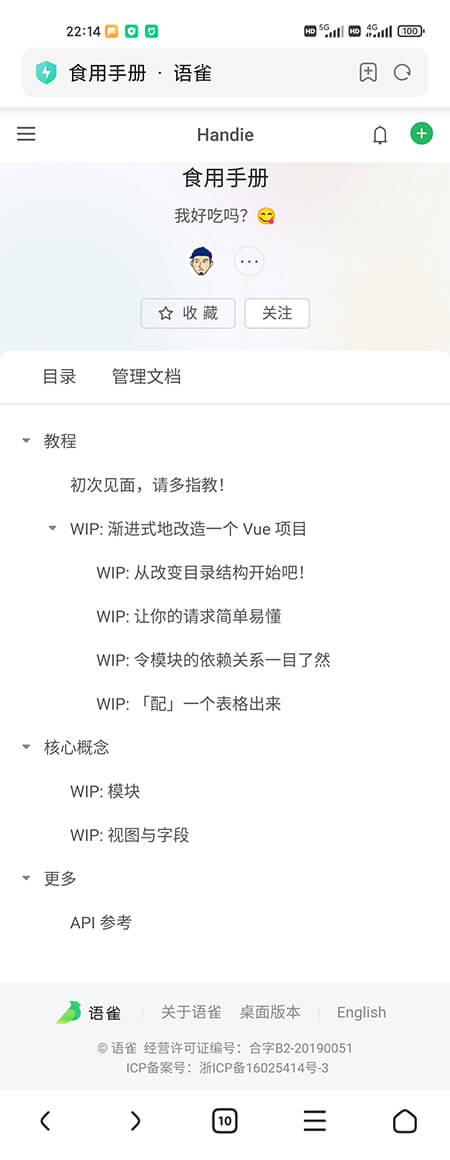 22:14
HD 5G HD 4G 100
食用手册 · 语雀
Handie
食用手册
我好吃吗？😋
收藏 关注
目录 管理文档
教程
初次见面，请多指教！
WIP: 渐进式地改造一个 Vue 项目
WIP: 从改变目录结构开始吧！
WIP: 让你的请求简单易懂
WIP: 令模块的依赖关系一目了然
WIP: 「配」一个表格出来
核心概念
WIP: 模块
WIP: 视图与字段
更多
API 参考
语雀 关于语雀 桌面版本 English
© 语雀 经营许可证编号：合字B2-20190051
ICP备案号：浙ICP备16025414号-3
10